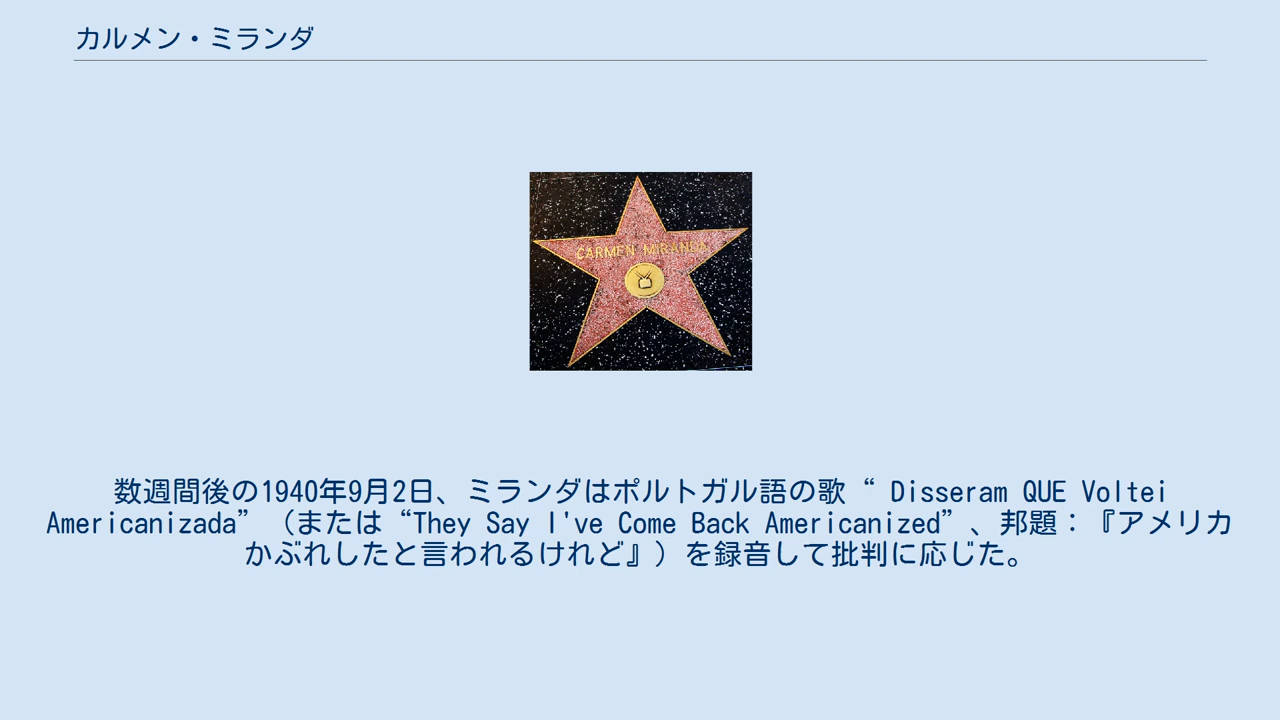 カルメン・ミランダ
CARMEN MIRANDA
数週間後の1940年9月2日、ミランダはポルトガル語の歌“ Disseram QUE Voltei
Americanizada”（または“They Say I've Come Back Americanized”、邦題：『アメリカ
かぶれしたと言われるけれど』）を録音して批判に応じた。